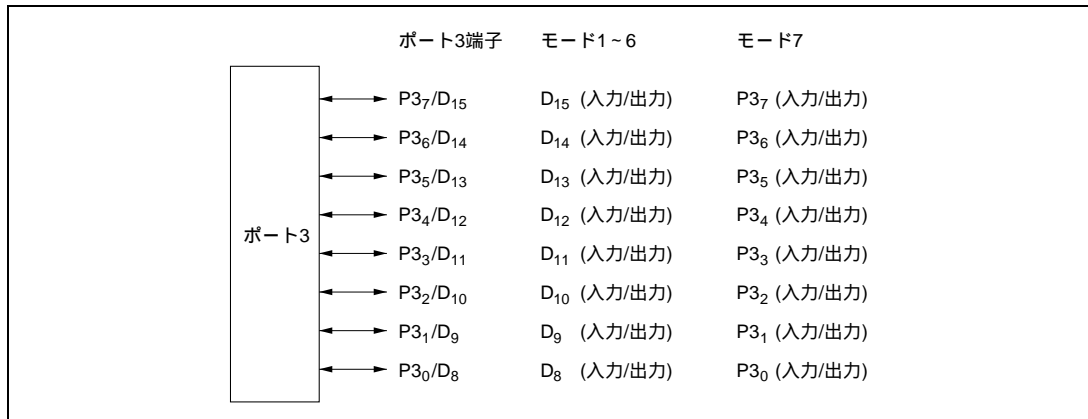 ポート3端子 モード1~6 モード7
P3₇/D₁₅ D₁₅ (入力/出力) P3₇ (入力/出力)
P3₆/D₁₄ D₁₄ (入力/出力) P3₆ (入力/出力)
P3₅/D₁₃ D₁₃ (入力/出力) P3₅ (入力/出力)
P3₄/D₁₂ D₁₂ (入力/出力) P3₄ (入力/出力)
ポート3
P3₃/D₁₁ D₁₁ (入力/出力) P3₃ (入力/出力)
P3₂/D₁₀ D₁₀ (入力/出力) P3₂ (入力/出力)
P3₁/D₉ D₉ (入力/出力) P3₁ (入力/出力)
P3₀/D₈ D₈ (入力/出力) P3₀ (入力/出力)